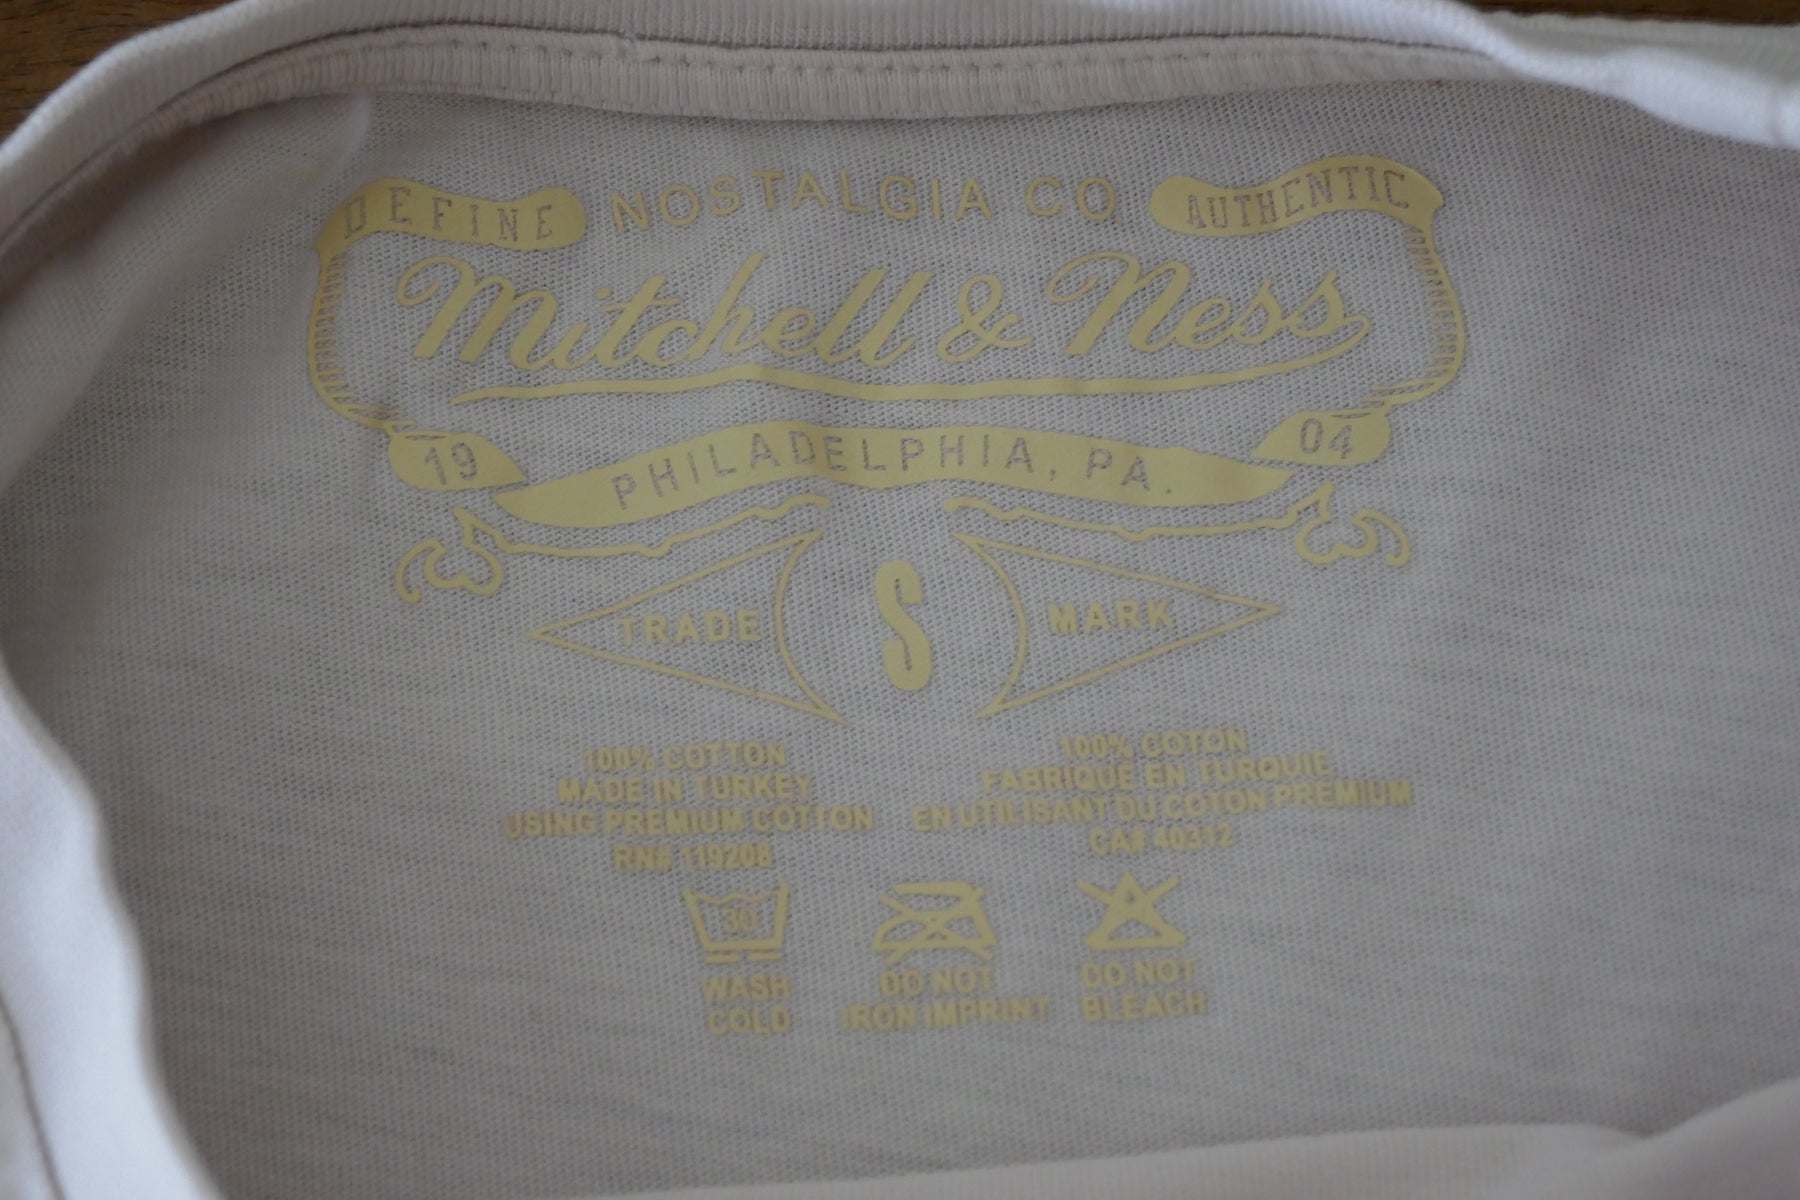 DEFINE NOSTALGIA CO. AUTHENTIC
Mitchell & Ness
19 PHILADELPHIA, PA. 04
TRADE S MARK
100% COTTON
MADE IN TURKEY
USING PREMIUM COTTON
RN# 119208
100% COTON
FABRIQUE EN TURQUIE
EN UTILISANT DU COTON PREMIUM
CA# 40312
30
WASH
COLD
DO NOT
IRON IMPRINT
DO NOT
BLEACH